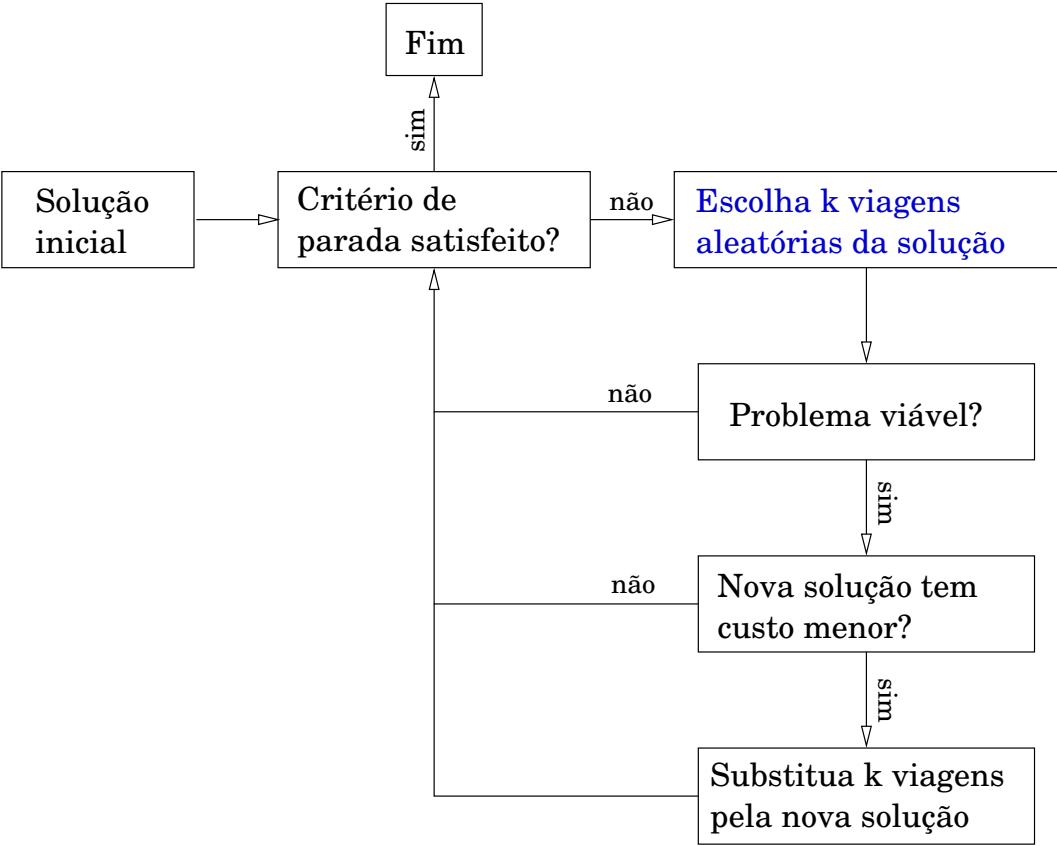 Fim
sim
Solução
inicial
Critério de
parada satisfeito?
não
Escolha k viagens
aleatórias da solução
não
Problema viável?
sim
não
Nova solução tem
custo menor?
sim
Substitua k viagens
pela nova solução